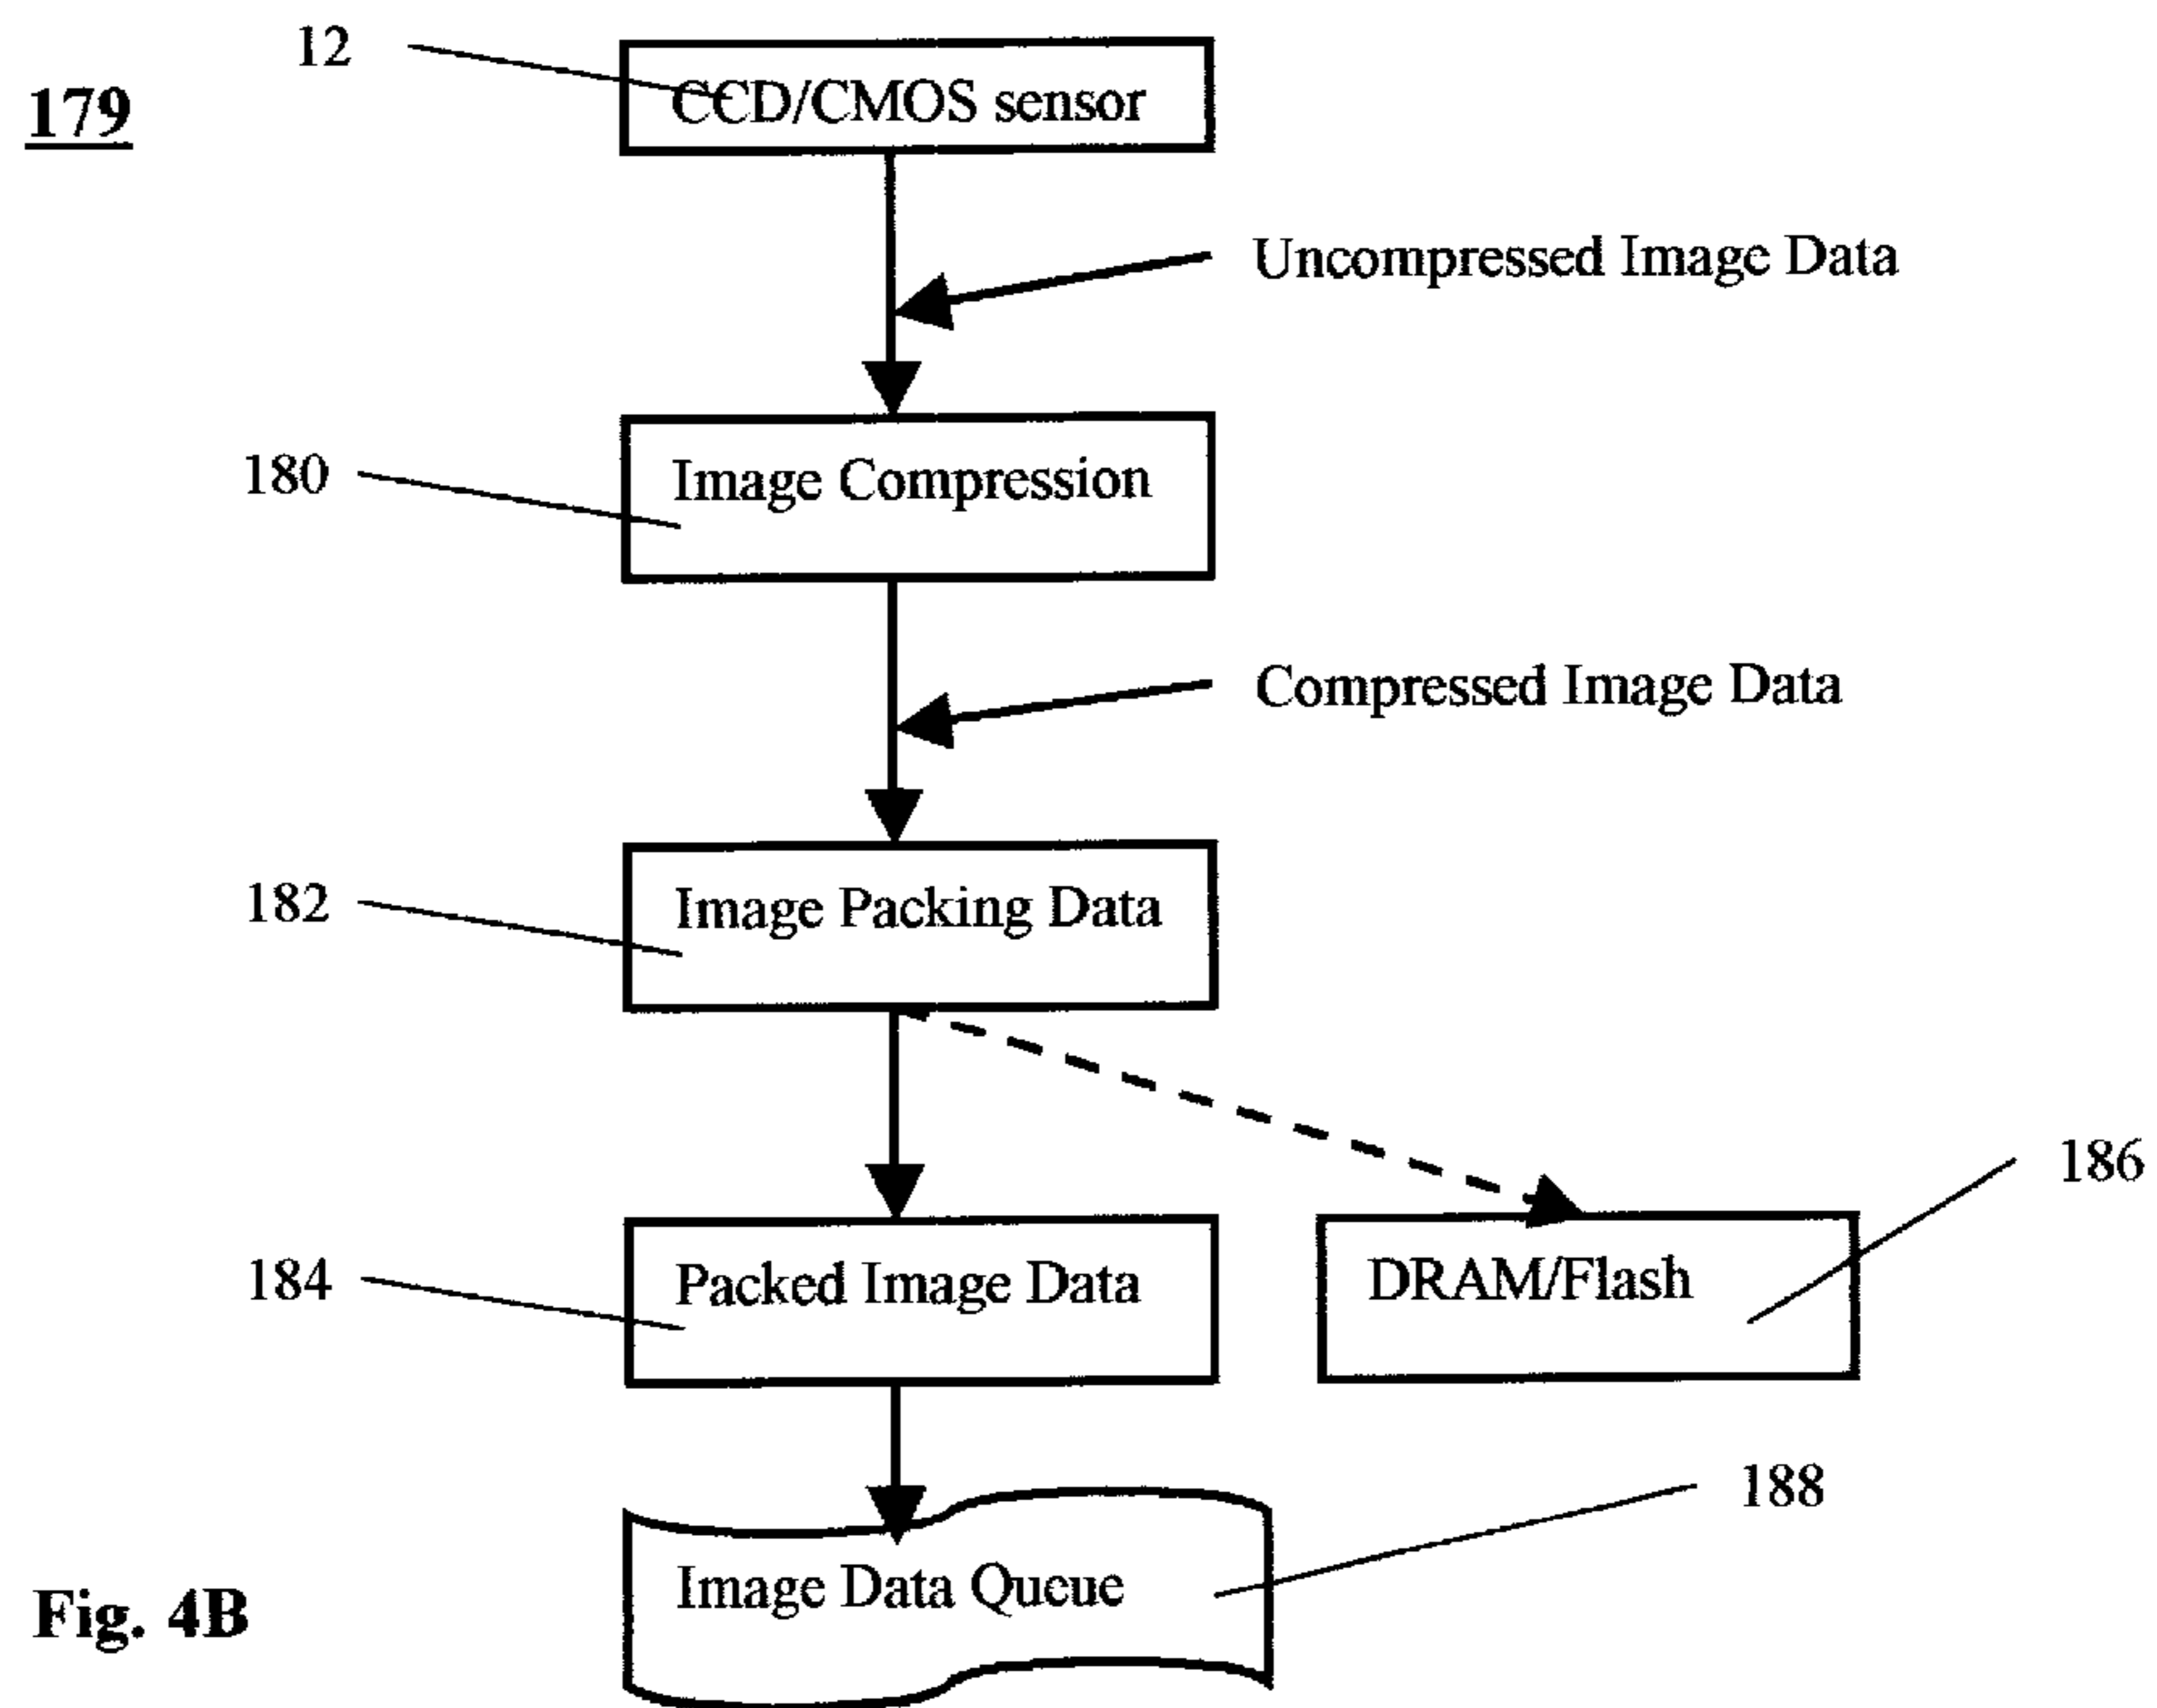 12
179
CCD/CMOS sensor
Uncompressed Image Data
180
Image Compression
Compressed Image Data
182
Image Packing Data
186
184
Packed Image Data
DRAM/Flash
188
Image Data Queue
Fig. 4B